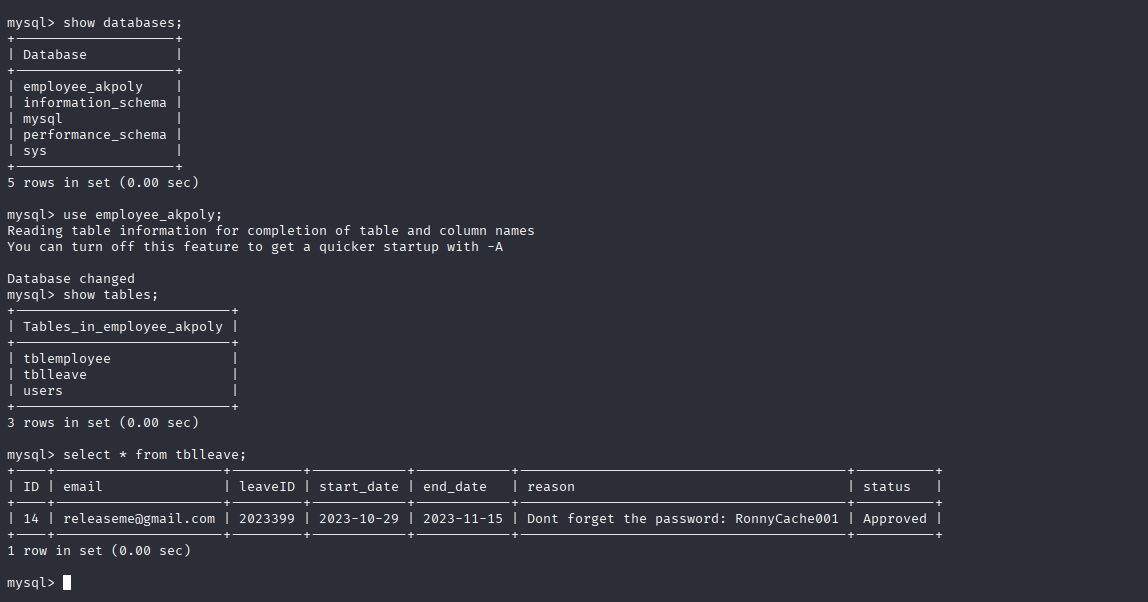 mysql> show databases;
+--------------------+
| Database           |
+--------------------+
| employee_akpoly    |
| information_schema |
| mysql              |
| performance_schema |
| sys                |
+--------------------+
5 rows in set (0.00 sec)
mysql> use employee_akpoly;
Reading table information for completion of table and column names
You can turn off this feature to get a quicker startup with -A
Database changed
mysql> show tables;
+---------------------------+
| Tables_in_employee_akpoly |
+---------------------------+
| tblemployee               |
| tblleave                  |
| users                     |
+---------------------------+
3 rows in set (0.00 sec)
mysql> select * from tblleave;
+----+---------------------+---------+------------+------------+----------------------------------------+----------+
| ID | email               | leaveID | start_date | end_date   | reason                                 | status   |
+----+---------------------+---------+------------+------------+----------------------------------------+----------+
| 14 | releaseme@gmail.com | 2023399 | 2023-10-29 | 2023-11-15 | Dont forget the password: RonnyCache001 | Approved |
+----+---------------------+---------+------------+------------+----------------------------------------+----------+
1 row in set (0.00 sec)
mysql>